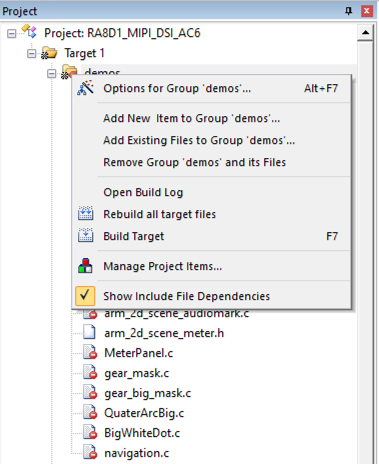 Project
Project: RA8D1_MIPI_DSI_AC6
Target 1
demos
Options for Group 'demos'... Alt+F7
Add New  Item to Group 'demos'...
Add Existing Files to Group 'demos'...
Remove Group 'demos' and its Files
Open Build Log
Rebuild all target files
Build Target F7
Manage Project Items...
Show Include File Dependencies
arm_2d_scene_audiomark.c
arm_2d_scene_meter.h
MeterPanel.c
gear_mask.c
gear_big_mask.c
QuaterArcBig.c
BigWhiteDot.c
navigation.c